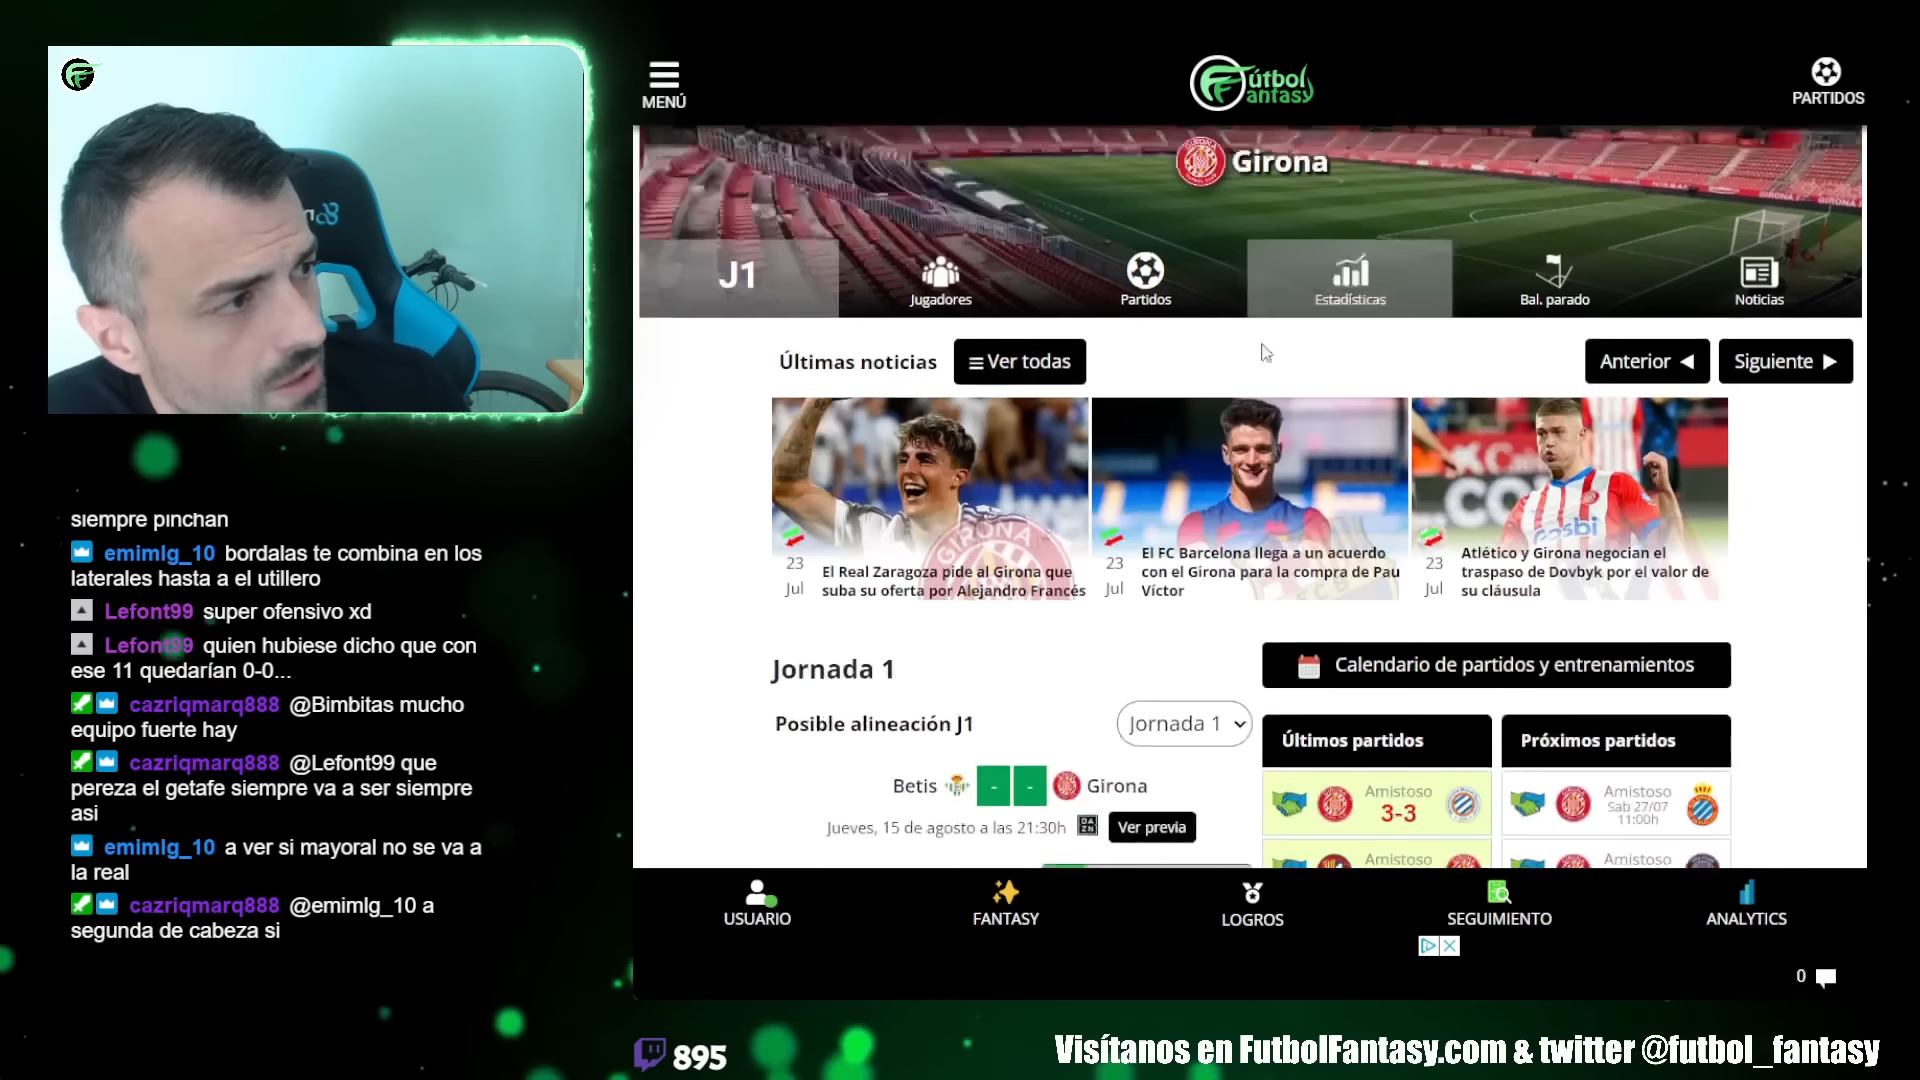 MENÚ
Fútbol
Fantasy
PARTIDOS
Girona
J1
Jugadores
Partidos
Estadísticas
Bal. parado
Noticias
Últimas noticias
Ver todas
Anterior
Siguiente
23
Jul
El Real Zaragoza pide al Girona que
suba su oferta por Alejandro Francés
23
Jul
El FC Barcelona llega a un acuerdo
con el Girona para la compra de Pau
Víctor
23
Jul
Atlético y Girona negocian el
traspaso de Dovbyk por el valor de
su cláusula
Jornada 1
Calendario de partidos y entrenamientos
Posible alineación J1
Jornada 1
Betis - - Girona
Jueves, 15 de agosto a las 21:30h DAZN Ver previa
Últimos partidos
Amistoso
3-3
Amistoso
Próximos partidos
Amistoso
Sab 27/07
11:00h
Amistoso
USUARIO
FANTASY
LOGROS
SEGUIMIENTO
ANALYTICS
0
siempre pinchan
emimlg_10 bordalas te combina en los
laterales hasta a el utillero
Lefont99 super ofensivo xd
Lefont99 quien hubiese dicho que con
ese 11 quedarían 0-0...
cazriqmarq888 @Bimbitas mucho
equipo fuerte hay
cazriqmarq888 @Lefont99 que
pereza el getafe siempre va a ser siempre
asi
emimlg_10 a ver si mayoral no se va a
la real
cazriqmarq888 @emimlg_10 a
segunda de cabeza si
895
Visítanos en FutbolFantasy.com & twitter @futbol_fantasy